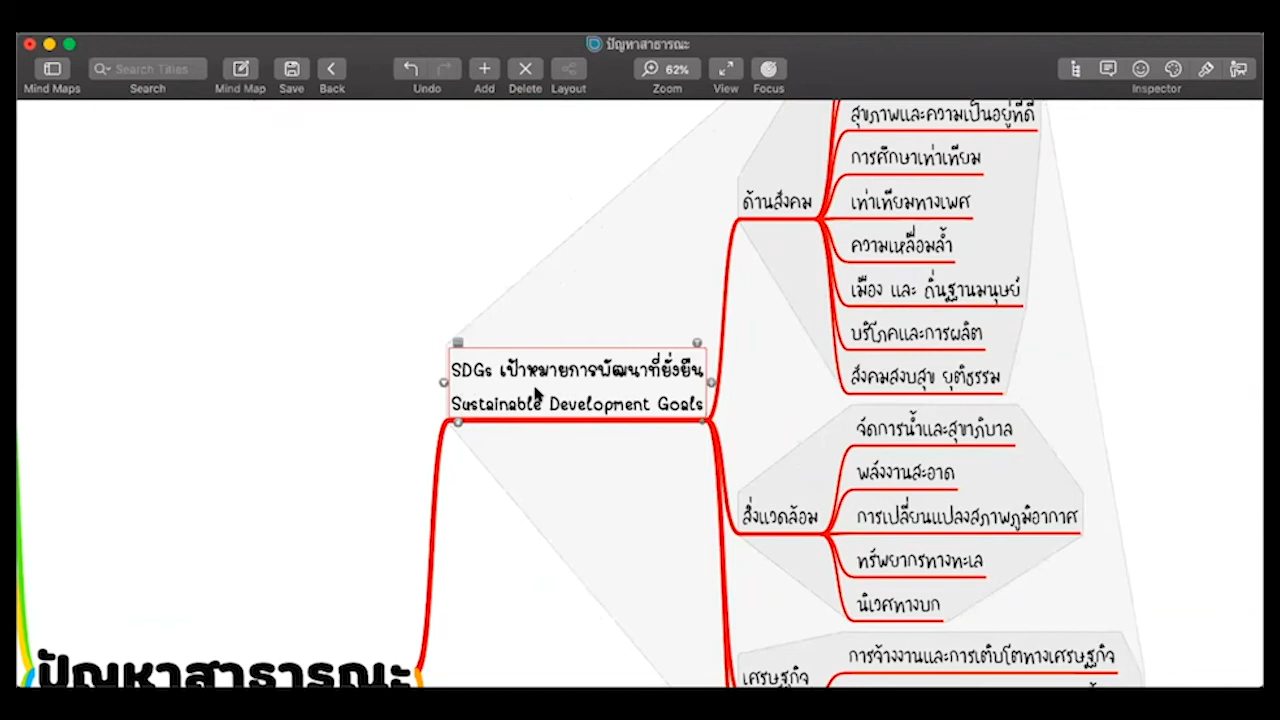 ปัญหาสาธารณะ
Search Titles
62%
Mind Maps
Search
Mind Map
Save
Back
Undo
Add
Delete
Layout
Zoom
View
Focus
Inspector
สุขภาพและความเป็นอยู่ที่ดี
การศึกษาเท่าเทียม
ด้านสังคม
เท่าเทียมทางเพศ
ความเหลื่อมล้ำ
เมือง และ ถิ่นฐานมนุษย์
บริโภคและการผลิต
สังคมสงบสุข ยุติธรรม
SDGs เป้าหมายการพัฒนาที่ยั่งยืน
Sustainable Development Goals
จัดการน้ำและสุขาภิบาล
พลังงานสะอาด
สิ่งแวดล้อม
การเปลี่ยนแปลงสภาพภูมิอากาศ
ทรัพยากรทางทะเล
นิเวศทางบก
การจ้างงานและการเติบโตทางเศรษฐกิจ
เศรษฐกิจ
ปัญหาสาธารณะ